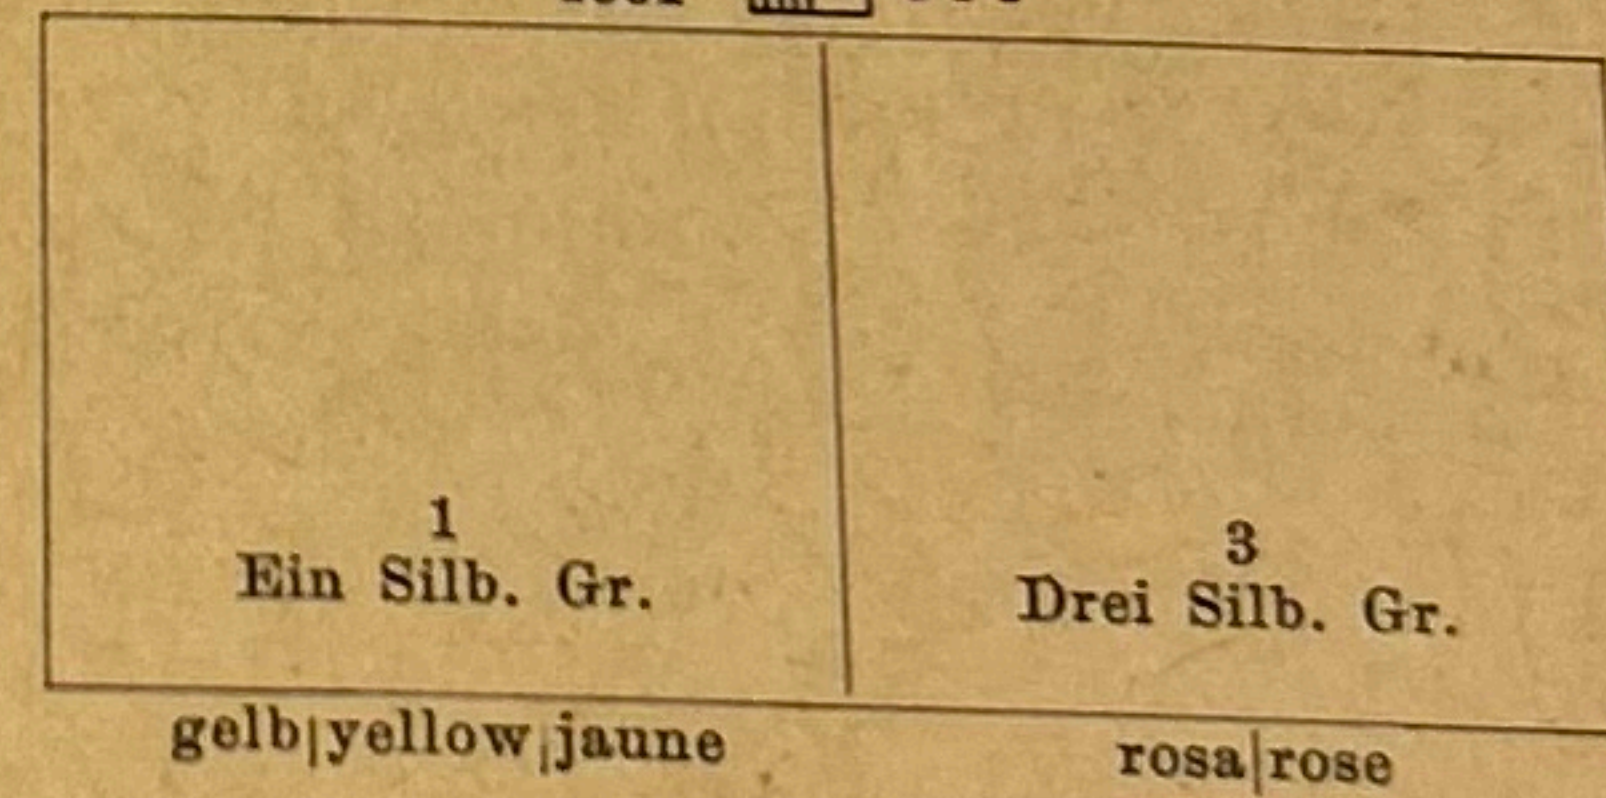 1
Ein Silb. Gr.
3
Drei Silb. Gr.
gelb|yellow|jaune
rosa|rose